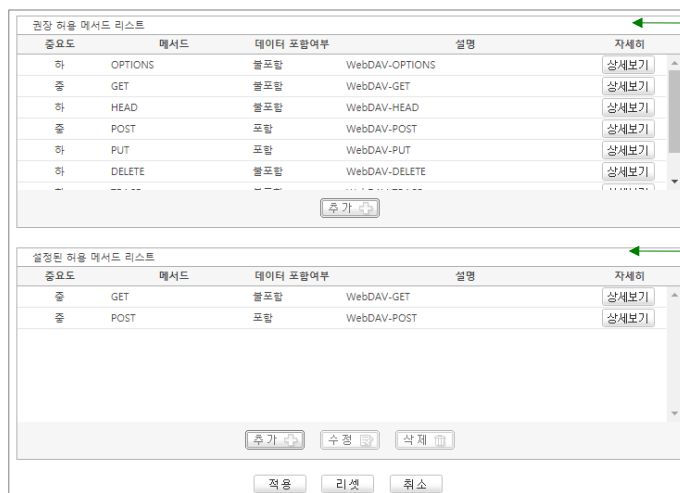 권장 허용 메서드 리스트
중요도 메서드 데이터 포함여부 설명 자세히
하 OPTIONS 불포함 WebDAV-OPTIONS 상세보기
중 GET 불포함 WebDAV-GET 상세보기
하 HEAD 불포함 WebDAV-HEAD 상세보기
중 POST 포함 WebDAV-POST 상세보기
하 PUT 포함 WebDAV-PUT 상세보기
하 DELETE 불포함 WebDAV-DELETE 상세보기
추가
설정된 허용 메서드 리스트
중요도 메서드 데이터 포함여부 설명 자세히
중 GET 불포함 WebDAV-GET 상세보기
중 POST 포함 WebDAV-POST 상세보기
추가 수정 삭제
적용 리셋 취소